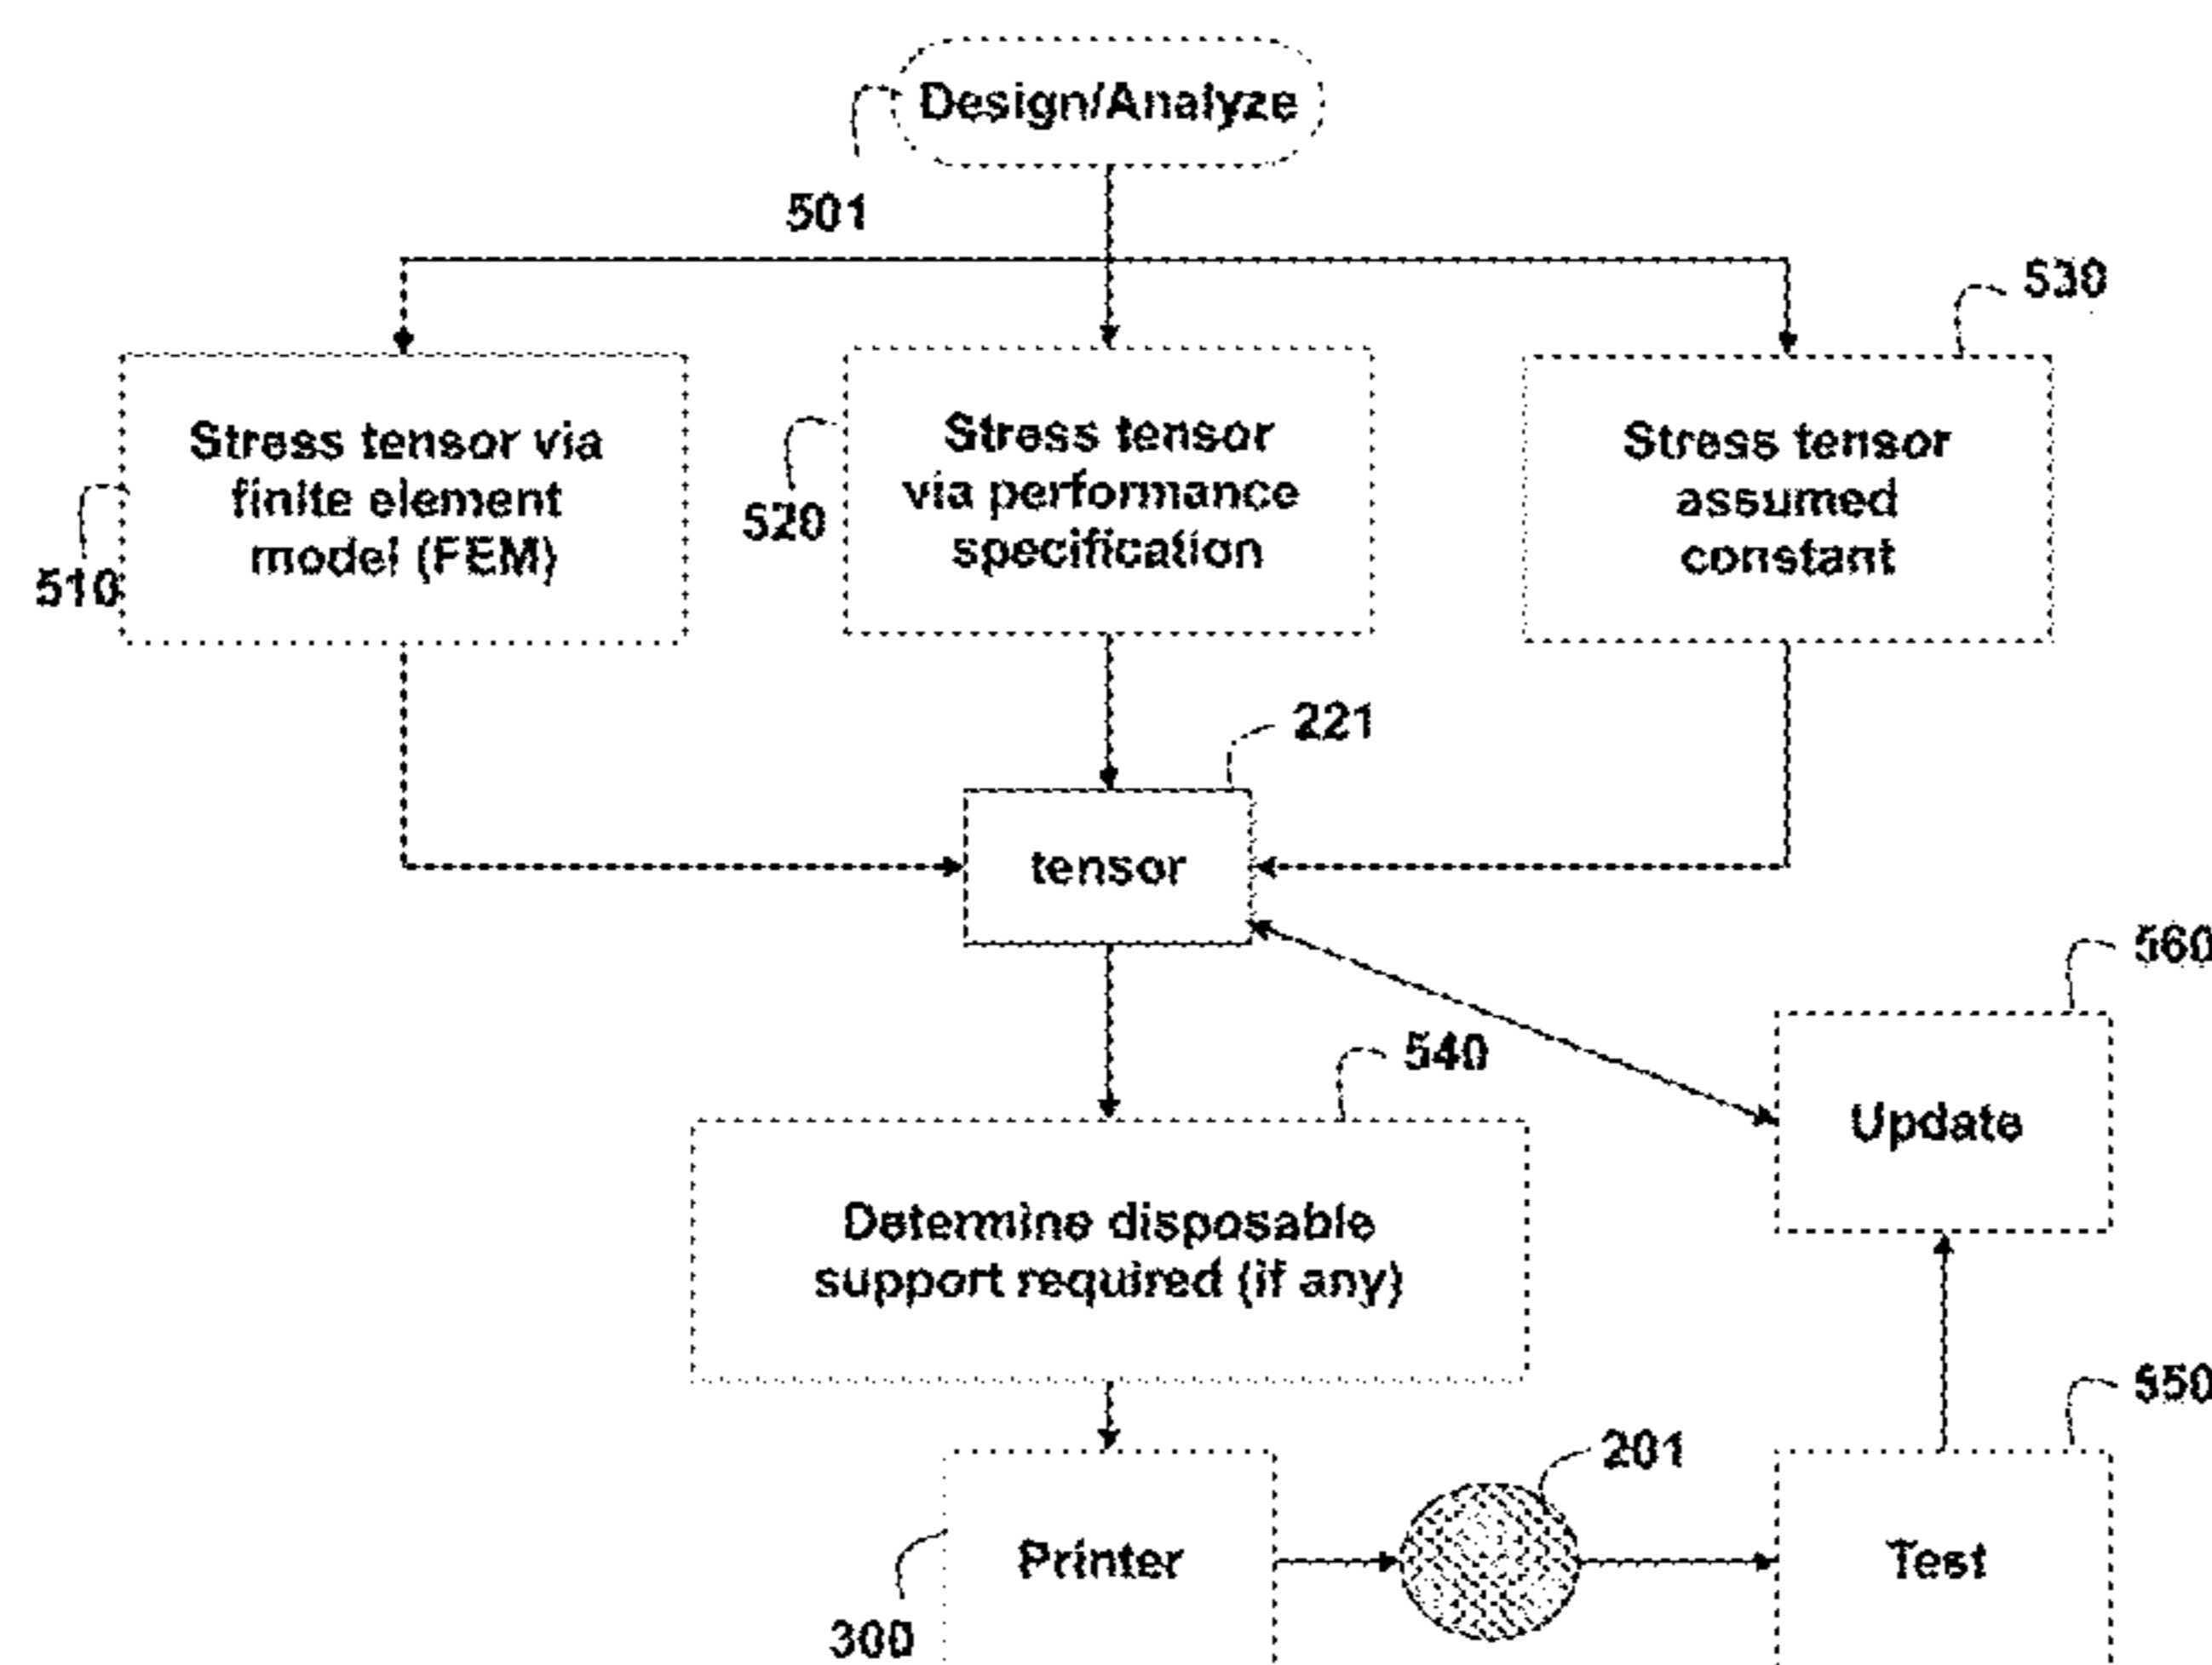 Design/Analyze
501
530
Stress tensor via
finite element
model (FEM)
510
Stress tensor
via performance
specification
520
Stress tensor
assumed
constant
221
tensor
560
Update
540
Determine disposable
support required (if any)
550
201
Printer
Test
300